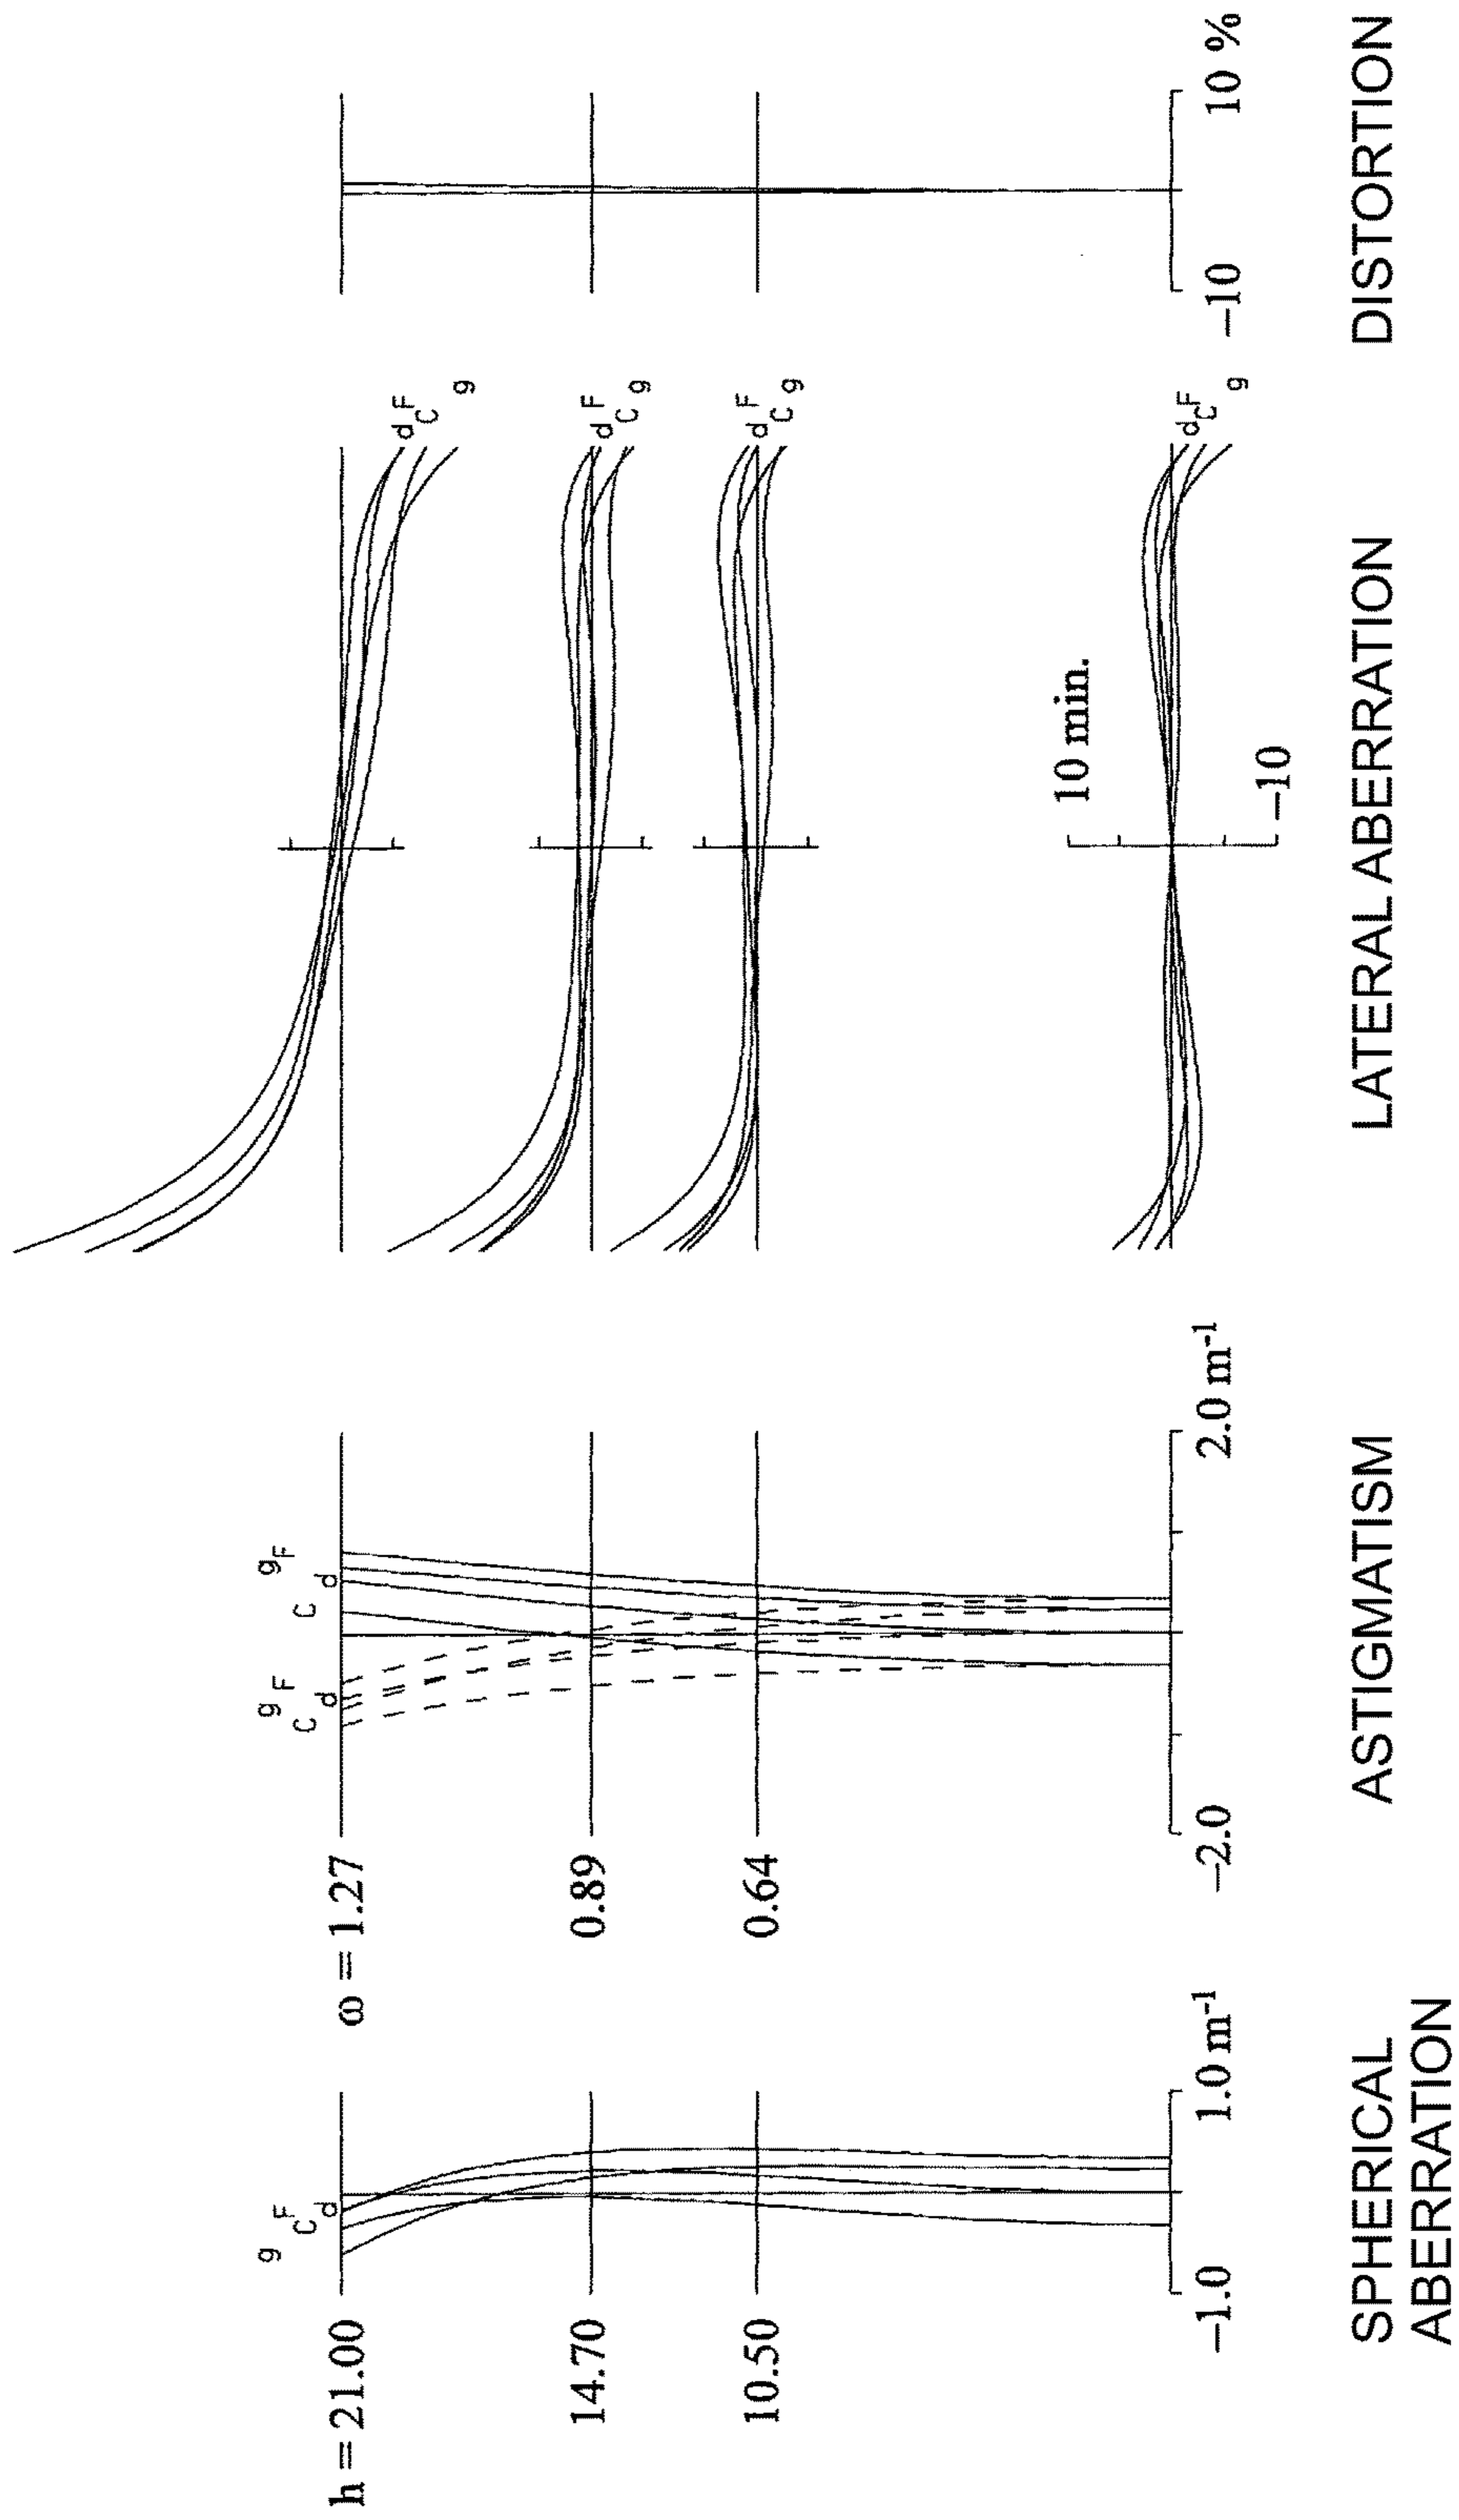 h = 21.00
14.70
10.50
g
C F
d
−1.0
1.0 m-1
SPHERICAL
ABERRATION
ω = 1.27
0.89
0.64
g F
C d
g F
C d
−2.0
2.0 m-1
ASTIGMATISM
d F
C g
d F
C g
d F
C g
10 min.
−10
d F
C g
LATERAL ABERRATION
−10
10 %
DISTORTION